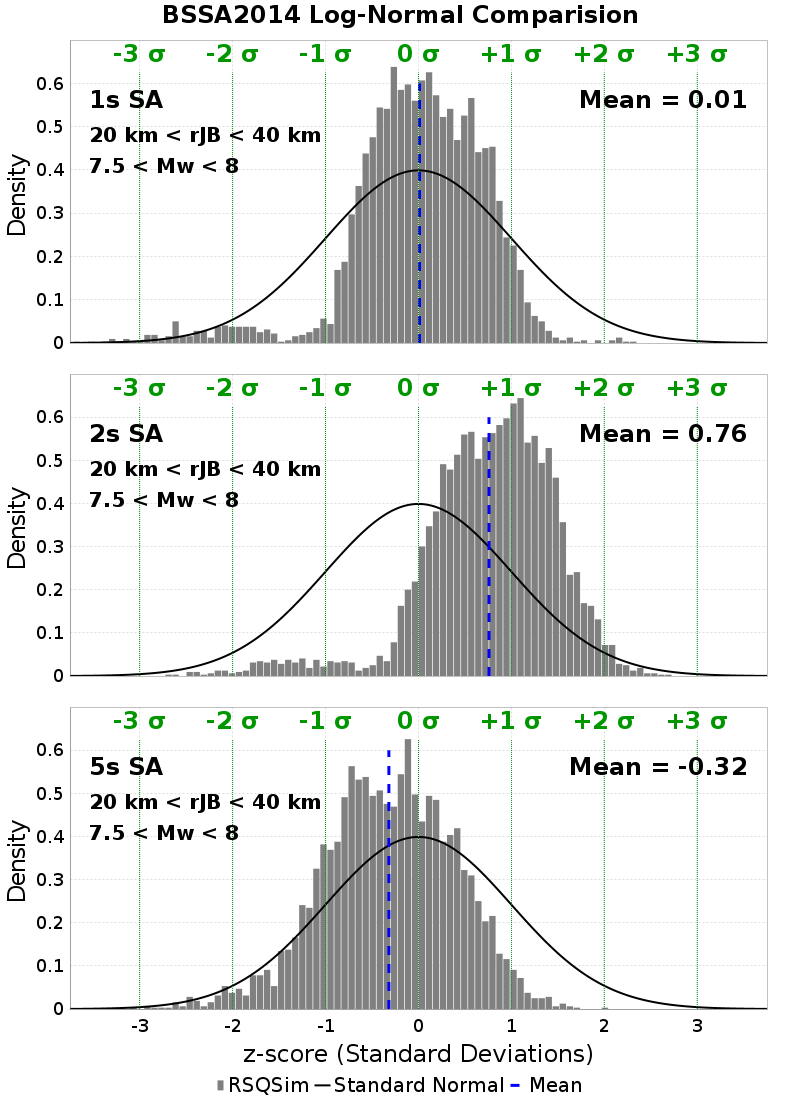 BSSA2014 Log-Normal Comparision
-3 σ -2 σ -1 σ 0 σ +1 σ +2 σ +3 σ
1s SA Mean = 0.01
20 km < rJB < 40 km
7.5 < Mw < 8
Density
0.6
0.5
0.4
0.3
0.2
0.1
0
-3 σ -2 σ -1 σ 0 σ +1 σ +2 σ +3 σ
2s SA Mean = 0.76
20 km < rJB < 40 km
7.5 < Mw < 8
Density
0.6
0.5
0.4
0.3
0.2
0.1
0
-3 σ -2 σ -1 σ 0 σ +1 σ +2 σ +3 σ
5s SA Mean = -0.32
20 km < rJB < 40 km
7.5 < Mw < 8
Density
0.6
0.5
0.4
0.3
0.2
0.1
0
-3 -2 -1 0 1 2 3
z-score (Standard Deviations)
RSQSim Standard Normal Mean